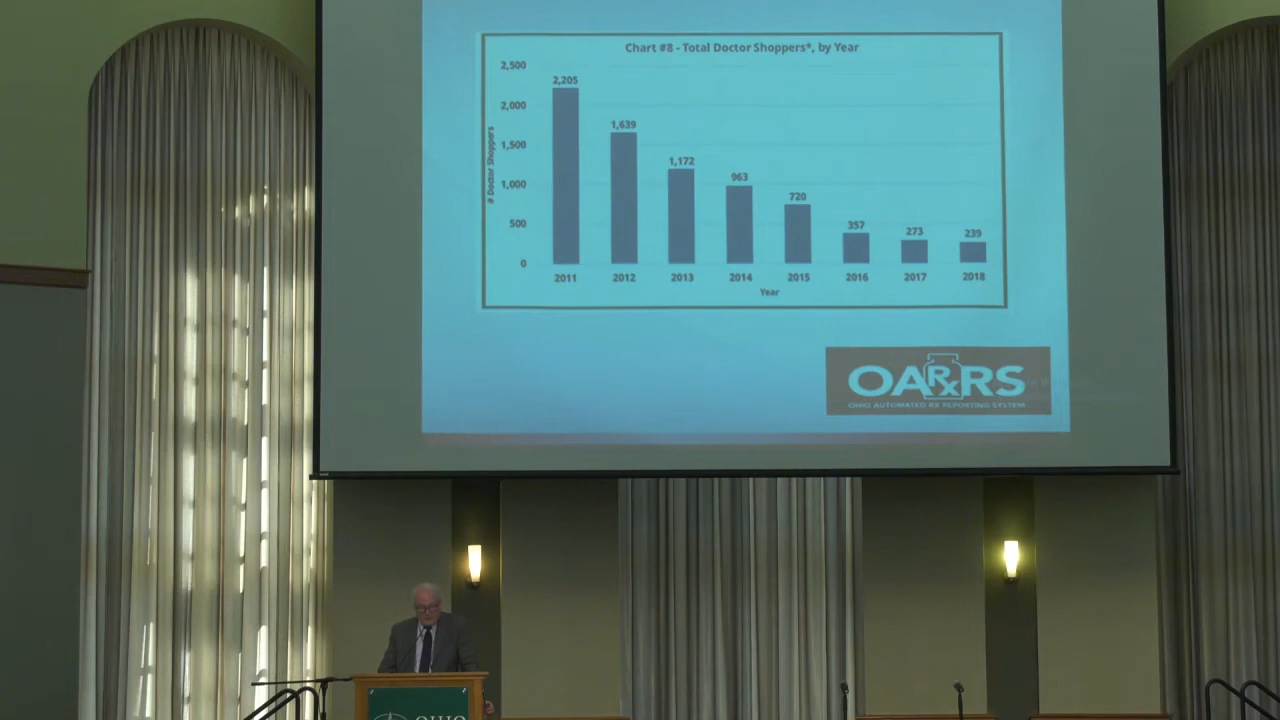 Chart #8 - Total Doctor Shoppers*, by Year
2,500
2,000
1,500
1,000
500
0
# Doctor Shoppers
2,205
1,639
1,172
963
720
357
273
239
2011 2012 2013 2014 2015 2016 2017 2018
Year
OARxRS
OHIO AUTOMATED RX REPORTING SYSTEM
OHIO